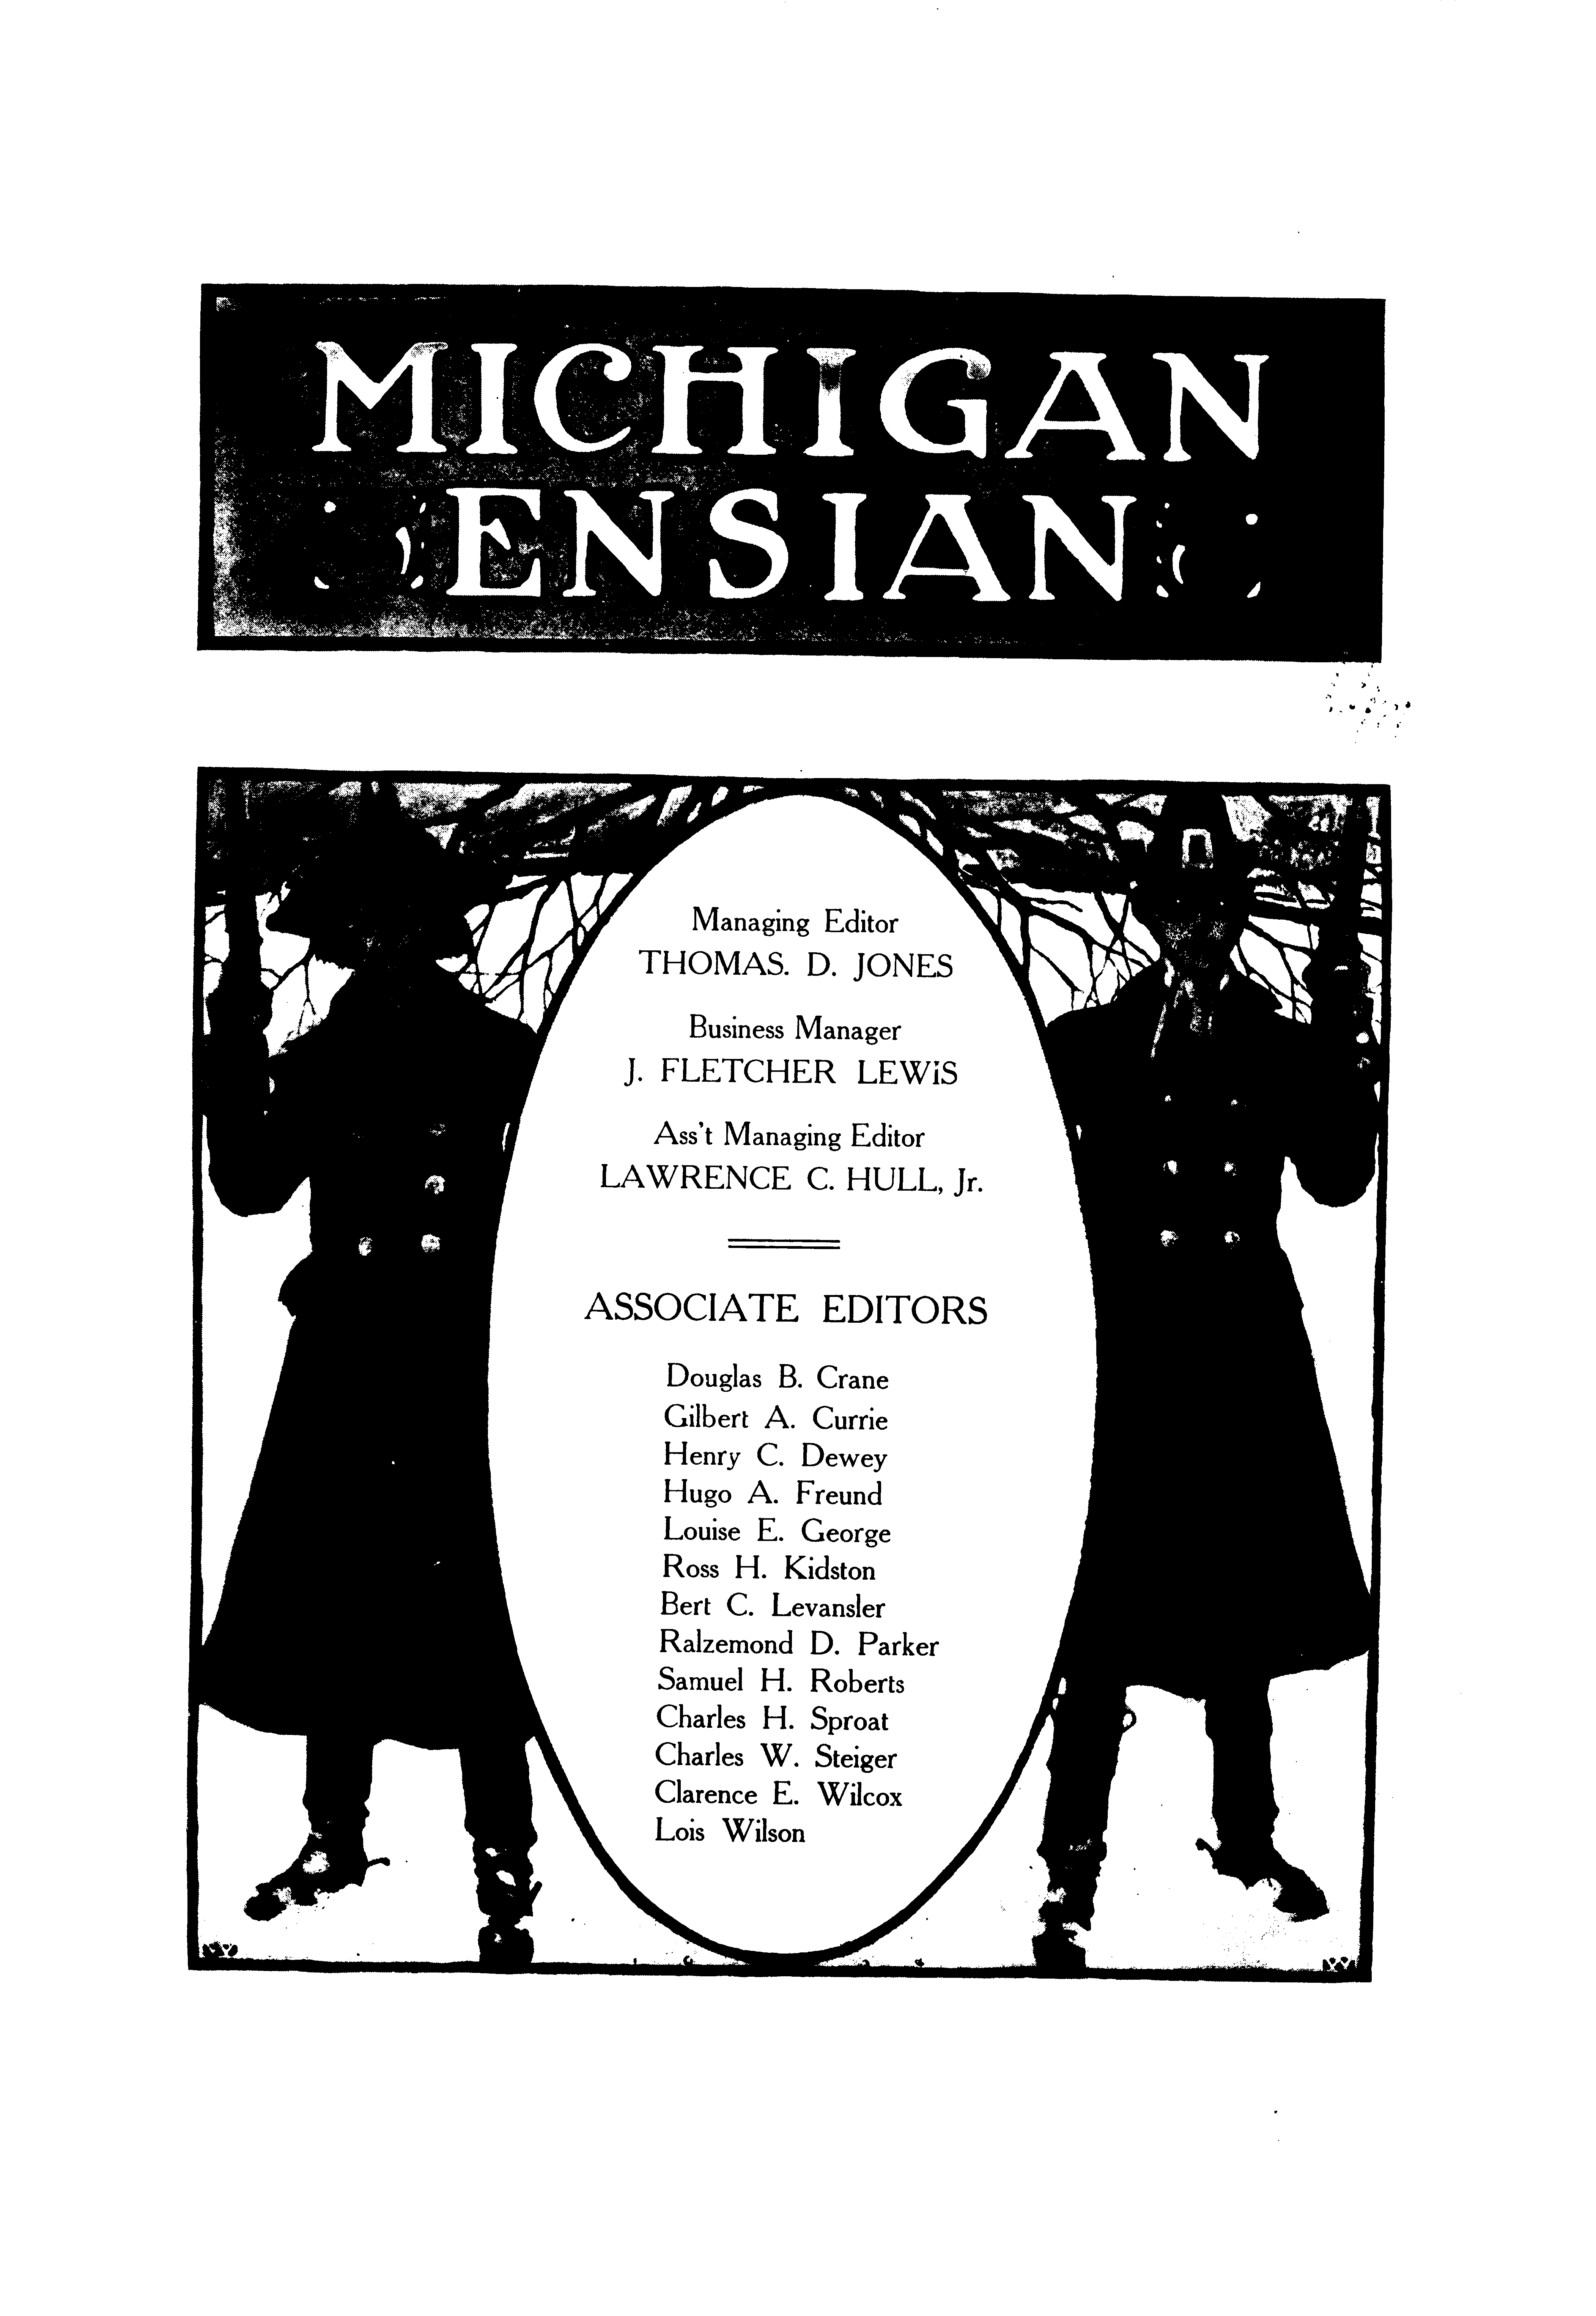 MICHIGAN
ENSIAN
Managing Editor
THOMAS. D. JONES
Business Manager
J. FLETCHER LEWiS
Ass't Managing Editor
LAWRENCE C. HULL, Jr.
ASSOCIATE EDITORS
Douglas B. Crane
Gilbert A. Currie
Henry C. Dewey
Hugo A. Freund
Louise E. George
Ross H. Kidston
Bert C. Levansler
Ralzemond D. Parker
Samuel H. Roberts
Charles H. Sproat
Charles W. Steiger
Clarence E. Wilcox
Lois Wilson